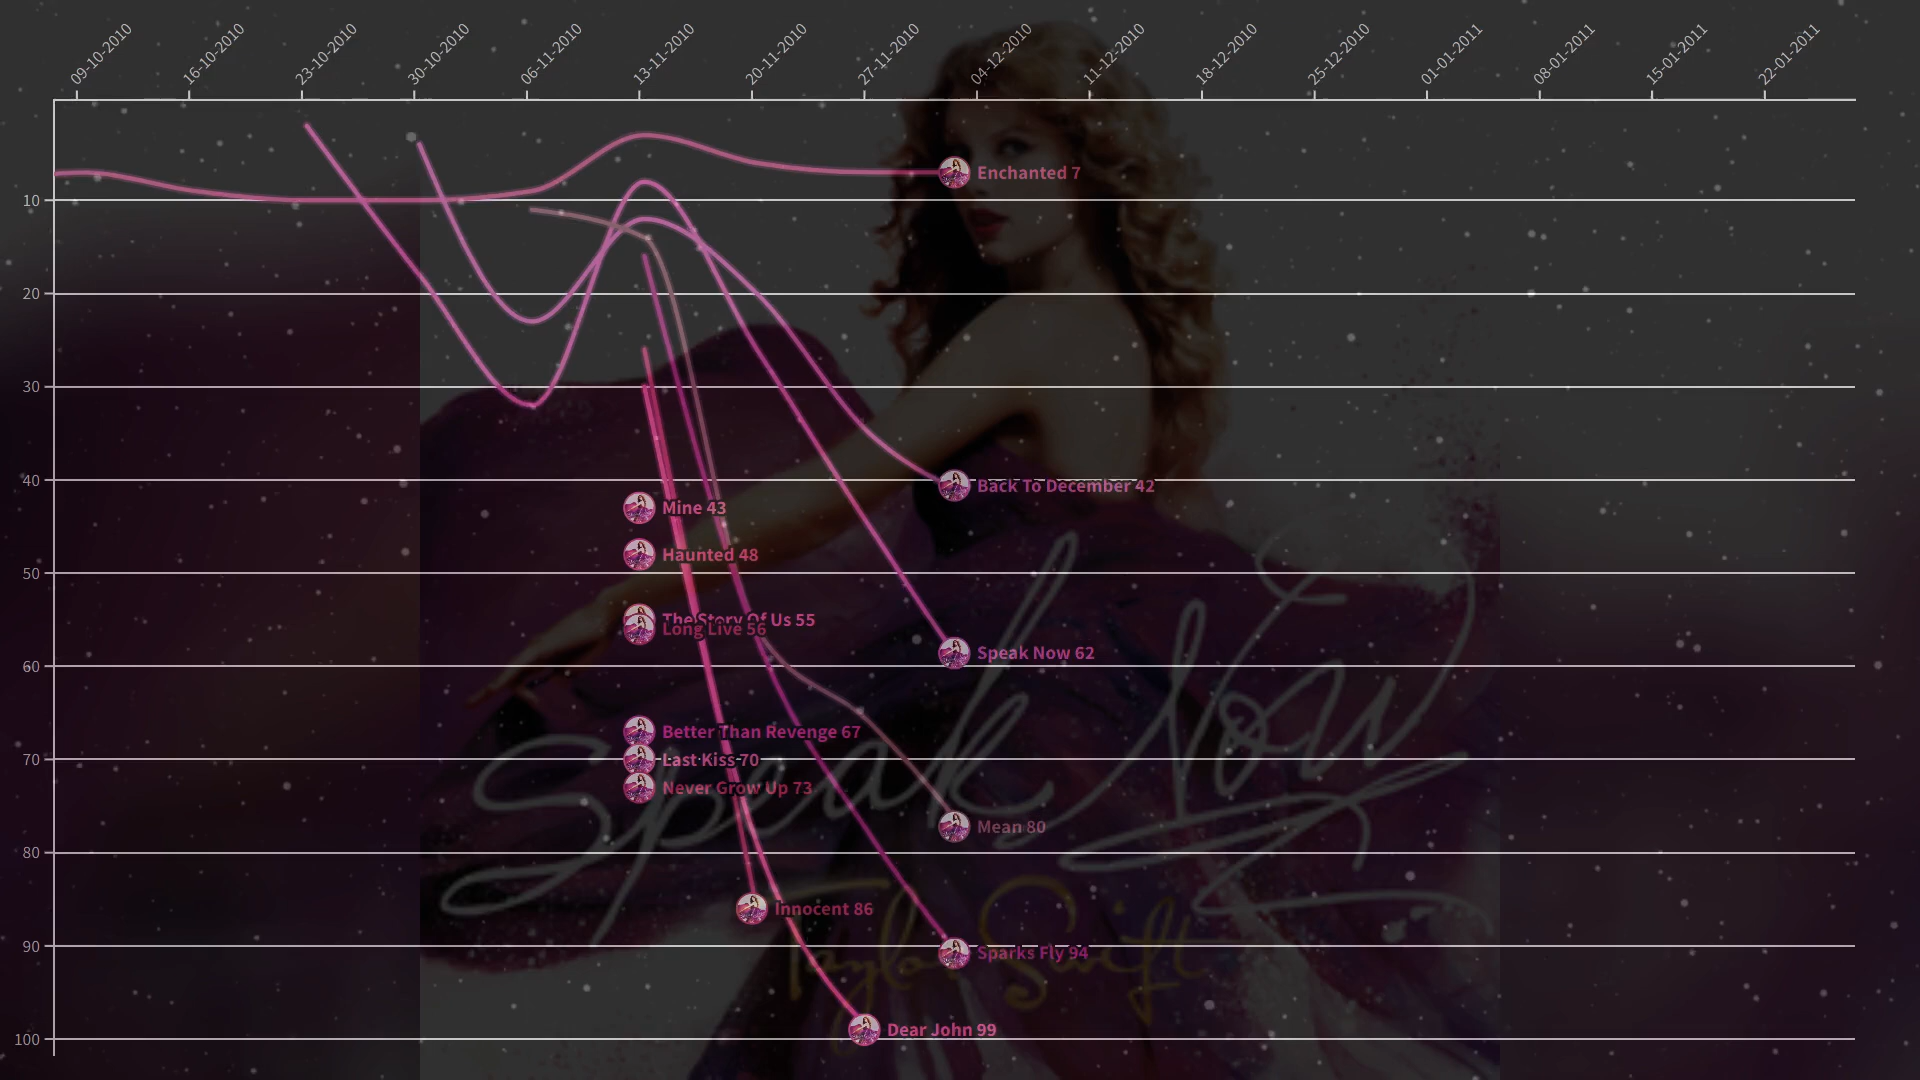 09-10-2010
16-10-2010
23-10-2010
30-10-2010
06-11-2010
13-11-2010
20-11-2010
27-11-2010
04-12-2010
11-12-2010
18-12-2010
25-12-2010
01-01-2011
08-01-2011
15-01-2011
22-01-2011
Enchanted 7
10
20
30
40
Back To December 42
Mine 43
Haunted 48
50
The Story Of Us 55
Long Live 56
Speak Now 62
60
Better Than Revenge 67
70
Last Kiss 70
Never Grow Up 73
Speak Now
Mean 80
80
Innocent 86
90
Sparks Fly 94
Taylor Swift
Dear John 99
100